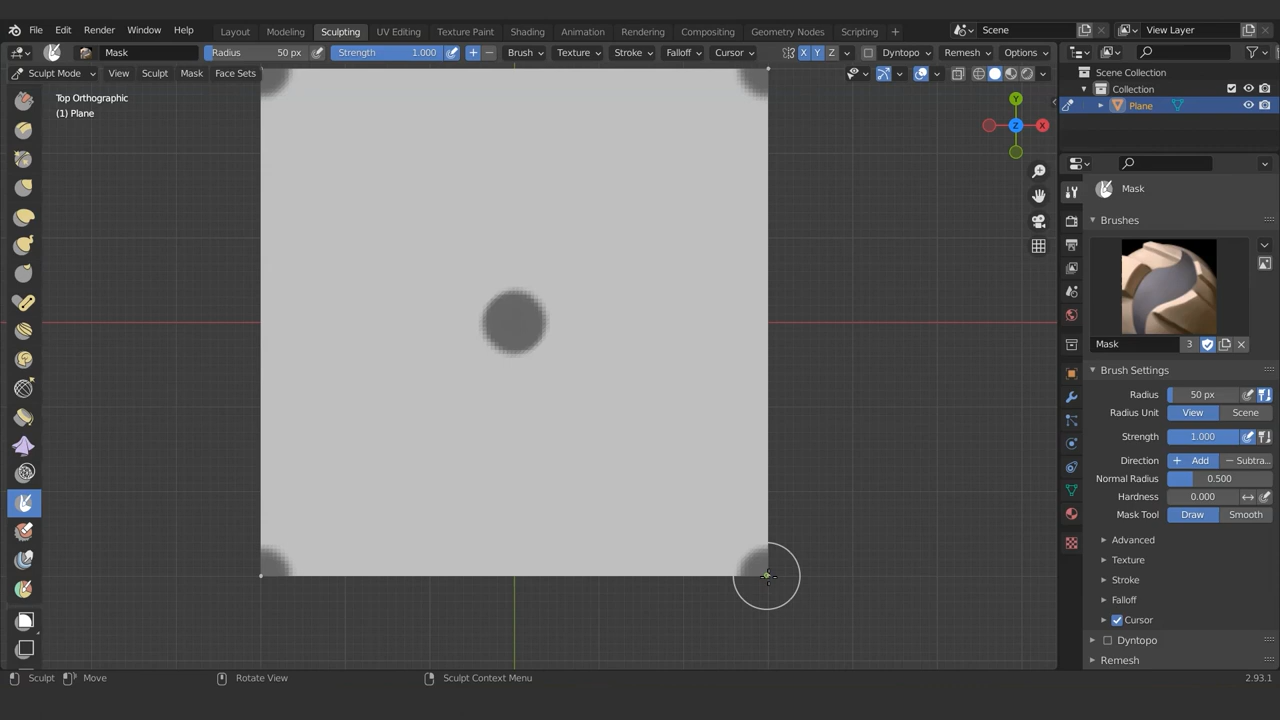 File Edit Render Window Help Layout Modeling Sculpting UV Editing Texture Paint Shading Animation Rendering Compositing Geometry Nodes Scripting + Scene View Layer
Mask Radius 50 px Strength 1.000 Brush Texture Stroke Falloff Cursor X Y Z Dyntopo Remesh Options
Sculpt Mode View Sculpt Mask Face Sets
Scene Collection
Collection
Plane
Top Orthographic
(1) Plane
Y
Z X
Mask
Brushes
Mask 3
Brush Settings
Radius 50 px
Radius Unit View Scene
Strength 1.000
Direction + Add − Subtra...
Normal Radius 0.500
Hardness 0.000
Mask Tool Draw Smooth
Advanced
Texture
Stroke
Falloff
Cursor
Dyntopo
Remesh
Sculpt Move Rotate View Sculpt Context Menu 2.93.1